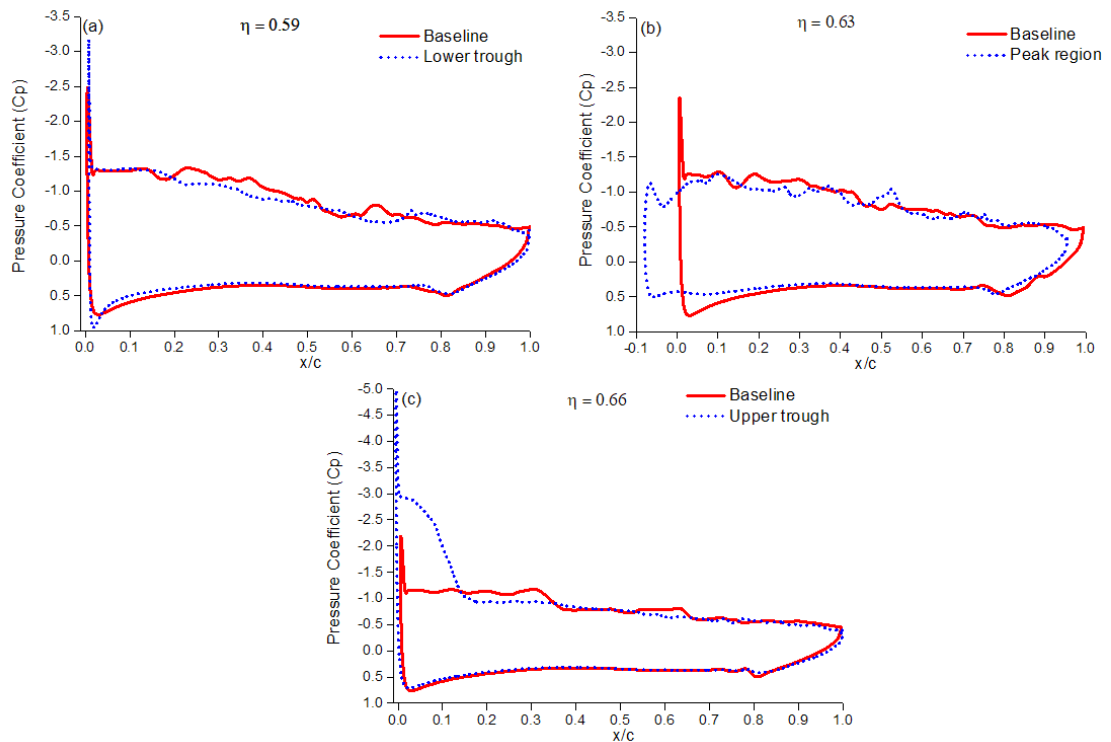 (a)
η = 0.59
Baseline
Lower trough
Pressure Coefficient (Cp)
-3.5
-3.0
-2.5
-2.0
-1.5
-1.0
-0.5
0.0
0.5
1.0
0.0 0.1 0.2 0.3 0.4 0.5 0.6 0.7 0.8 0.9 1.0
x/c
(b)
η = 0.63
Baseline
Peak region
Pressure Coefficient (Cp)
-3.5
-3.0
-2.5
-2.0
-1.5
-1.0
-0.5
0.0
0.5
1.0
-0.1 0.0 0.1 0.2 0.3 0.4 0.5 0.6 0.7 0.8 0.9 1.0
x/c
(c)
η = 0.66
Baseline
Upper trough
Pressure Coefficient (Cp)
-5.0
-4.5
-4.0
-3.5
-3.0
-2.5
-2.0
-1.5
-1.0
-0.5
0.0
0.5
1.0
0.0 0.1 0.2 0.3 0.4 0.5 0.6 0.7 0.8 0.9 1.0
x/c